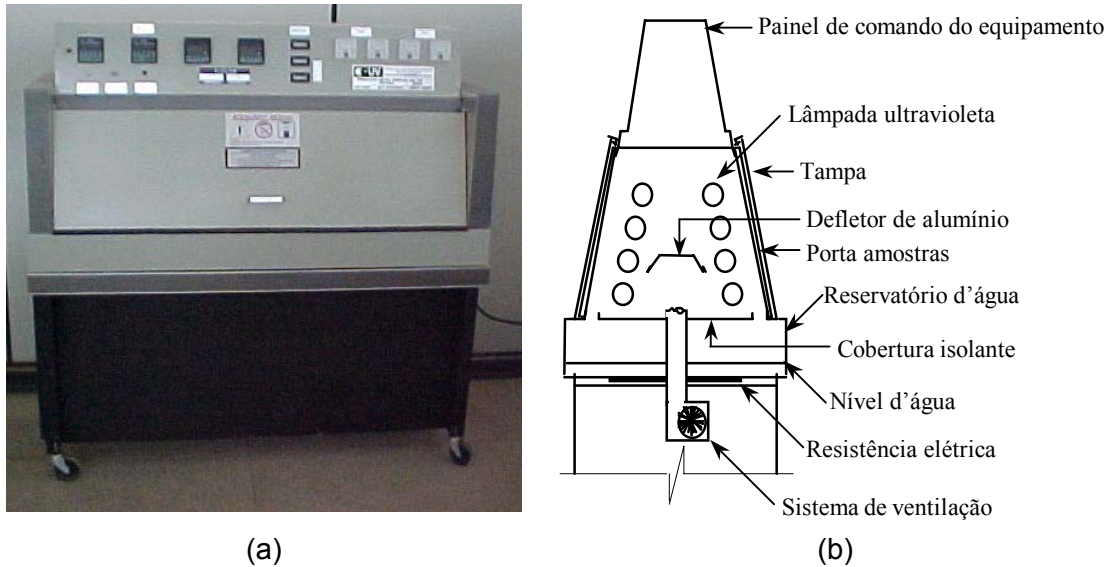 UV
Painel de comando do equipamento
Lâmpada ultravioleta
Tampa
Defletor de alumínio
Porta amostras
Reservatório d'água
Cobertura isolante
Nível d'água
Resistência elétrica
Sistema de ventilação
(a)
(b)